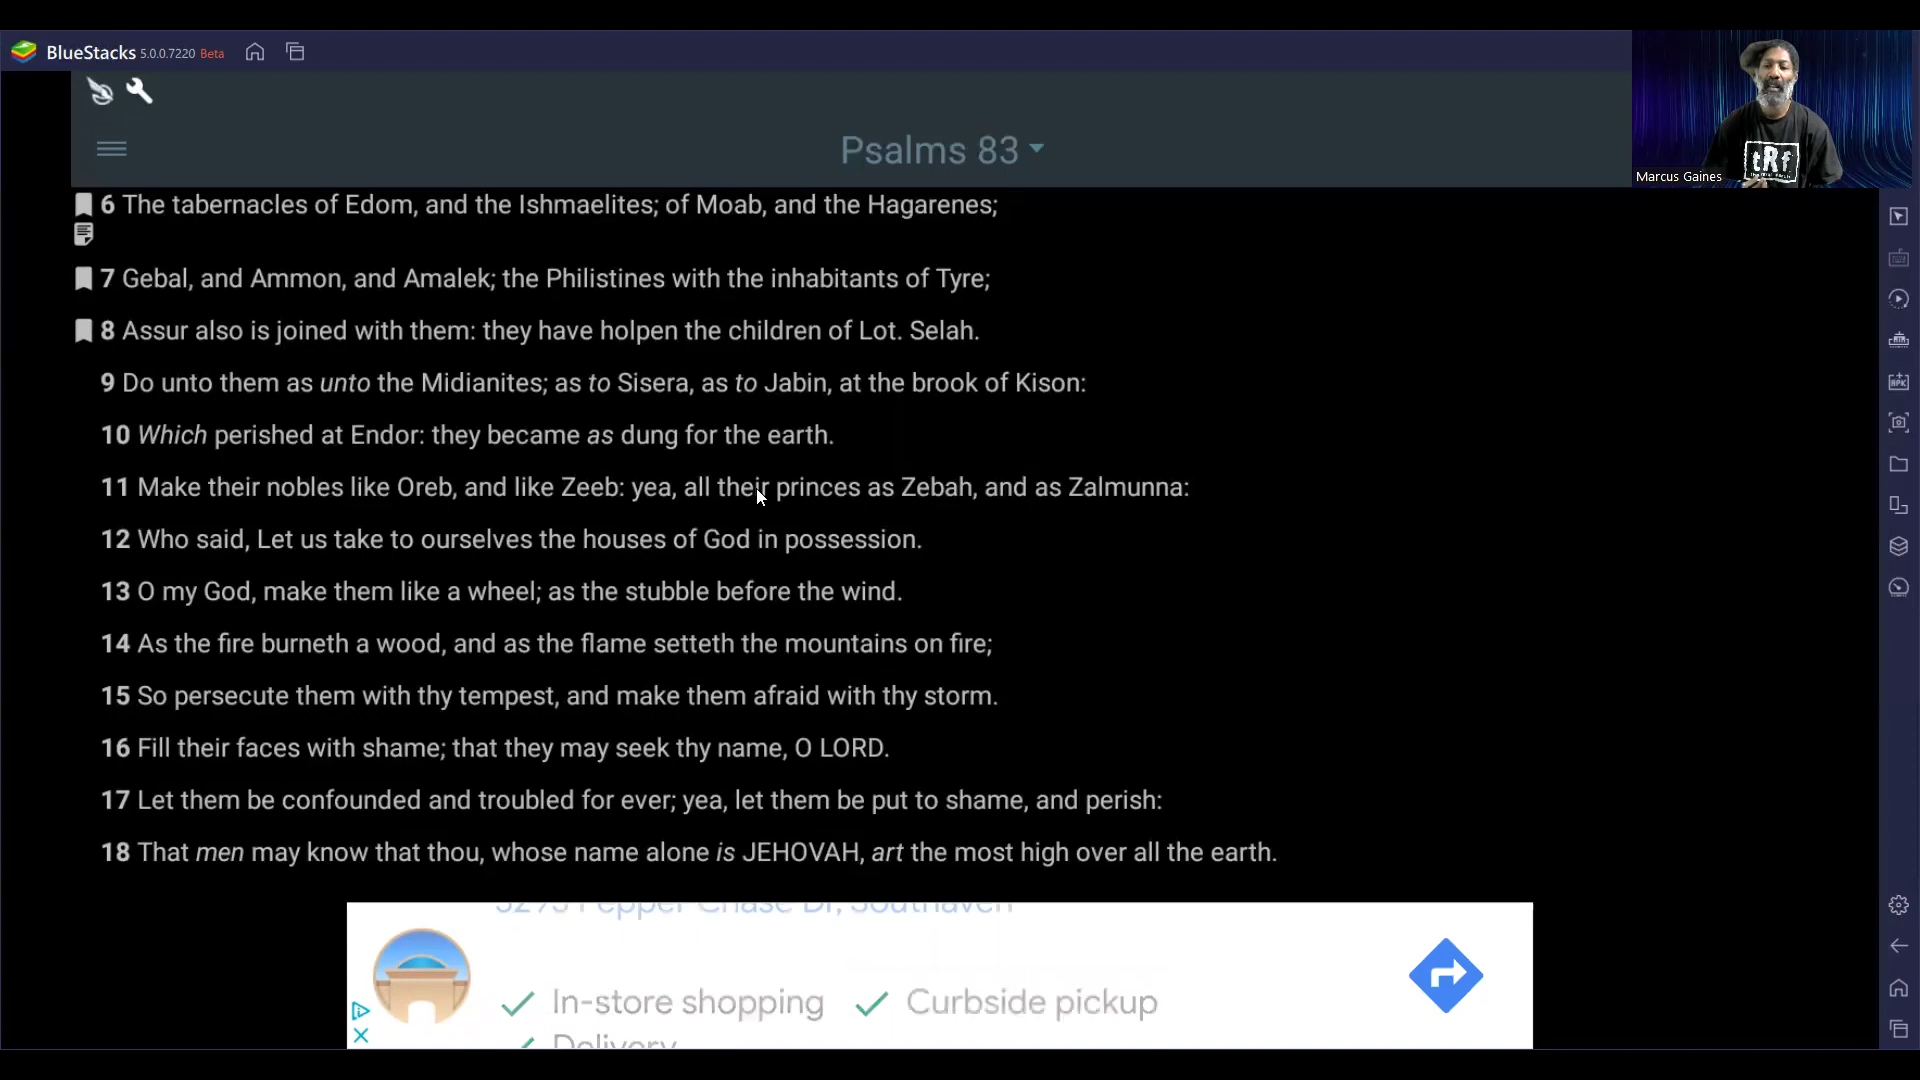 BlueStacks 5.0.0.7220 Beta
Psalms 83
tRf
Marcus Gaines
6 The tabernacles of Edom, and the Ishmaelites; of Moab, and the Hagarenes;
7 Gebal, and Ammon, and Amalek; the Philistines with the inhabitants of Tyre;
8 Assur also is joined with them: they have holpen the children of Lot. Selah.
9 Do unto them as unto the Midianites; as to Sisera, as to Jabin, at the brook of Kison:
10 Which perished at Endor: they became as dung for the earth.
11 Make their nobles like Oreb, and like Zeeb: yea, all their princes as Zebah, and as Zalmunna:
12 Who said, Let us take to ourselves the houses of God in possession.
13 O my God, make them like a wheel; as the stubble before the wind.
14 As the fire burneth a wood, and as the flame setteth the mountains on fire;
15 So persecute them with thy tempest, and make them afraid with thy storm.
16 Fill their faces with shame; that they may seek thy name, O LORD.
17 Let them be confounded and troubled for ever; yea, let them be put to shame, and perish:
18 That men may know that thou, whose name alone is JEHOVAH, art the most high over all the earth.
Pepper Chase Dr, Southaven
In-store shopping Curbside pickup
Delivery